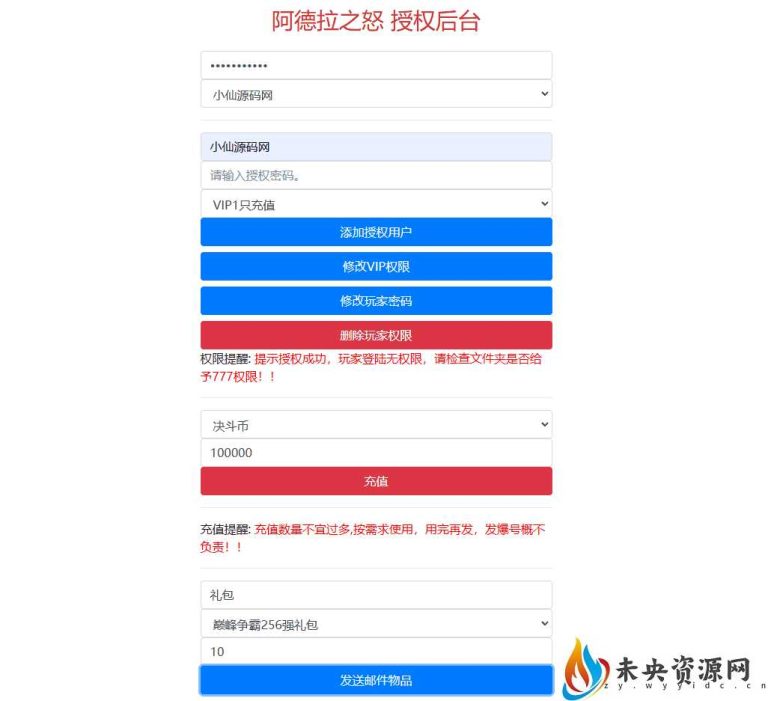 阿德拉之怒 授权后台
•••••••••••
小仙源码网
小仙源码网
请输入授权密码。
VIP1只充值
添加授权用户
修改VIP权限
修改玩家密码
删除玩家权限
权限提醒: 提示授权成功，玩家登陆无权限，请检查文件夹是否给
予777权限！！
决斗币
100000
充值
充值提醒: 充值数量不宜过多,按需求使用，用完再发，发爆号概不
负责！！
礼包
巅峰争霸256强礼包
10
发送邮件物品
未央资源网
zy.wyyidc.cn